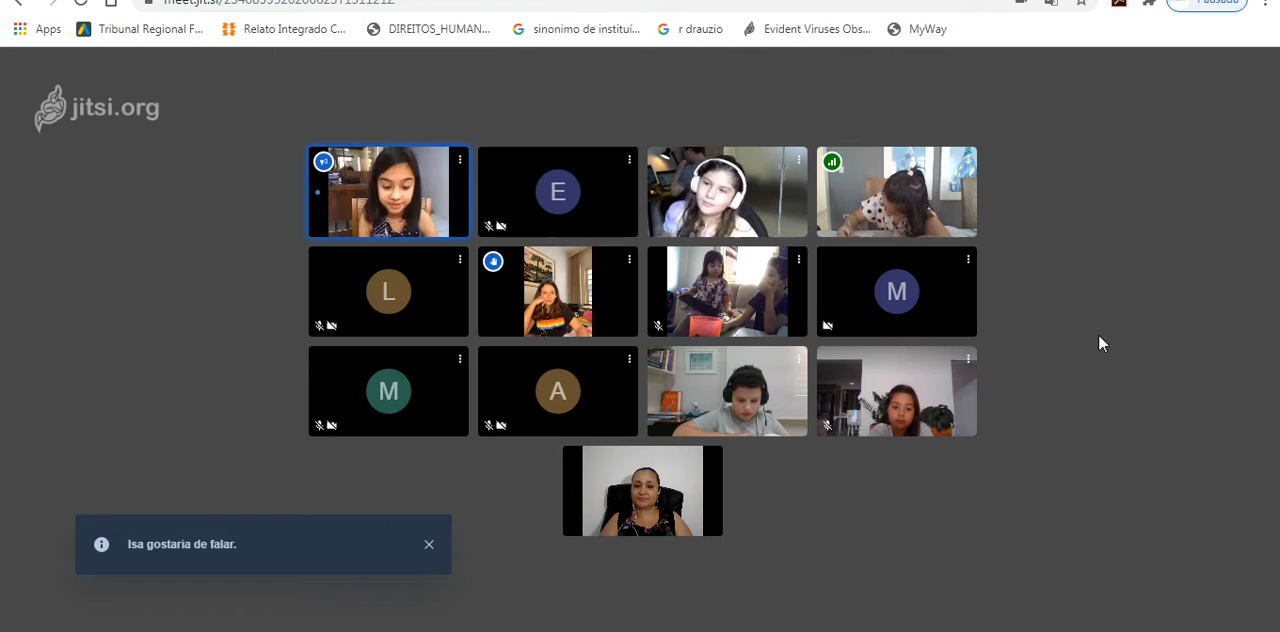 Pausada
Apps Tribunal Regional F... Relato Integrado C... DIREITOS_HUMAN... sinonimo de instituí... r drauzio Evident Viruses Obs... MyWay
jitsi.org
E
L
M
M
A
Isa gostaria de falar.